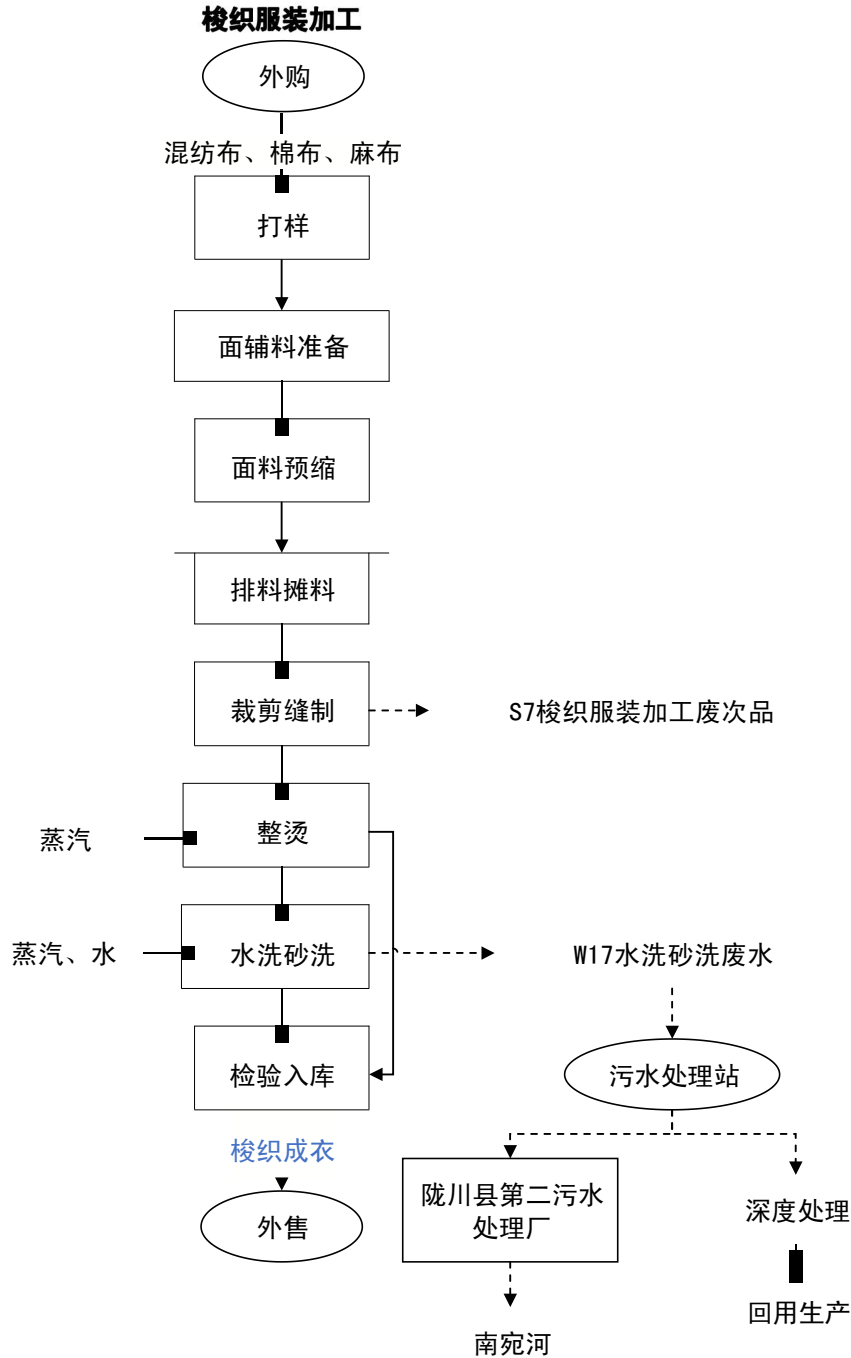 梭织服装加工
外购
混纺布、棉布、麻布
打样
面辅料准备
面料预缩
排料摊料
裁剪缝制
S7梭织服装加工废次品
蒸汽
整烫
蒸汽、水
水洗砂洗
W17水洗砂洗废水
检验入库
污水处理站
梭织成衣
外售
陇川县第二污水
处理厂
深度处理
回用生产
南宛河